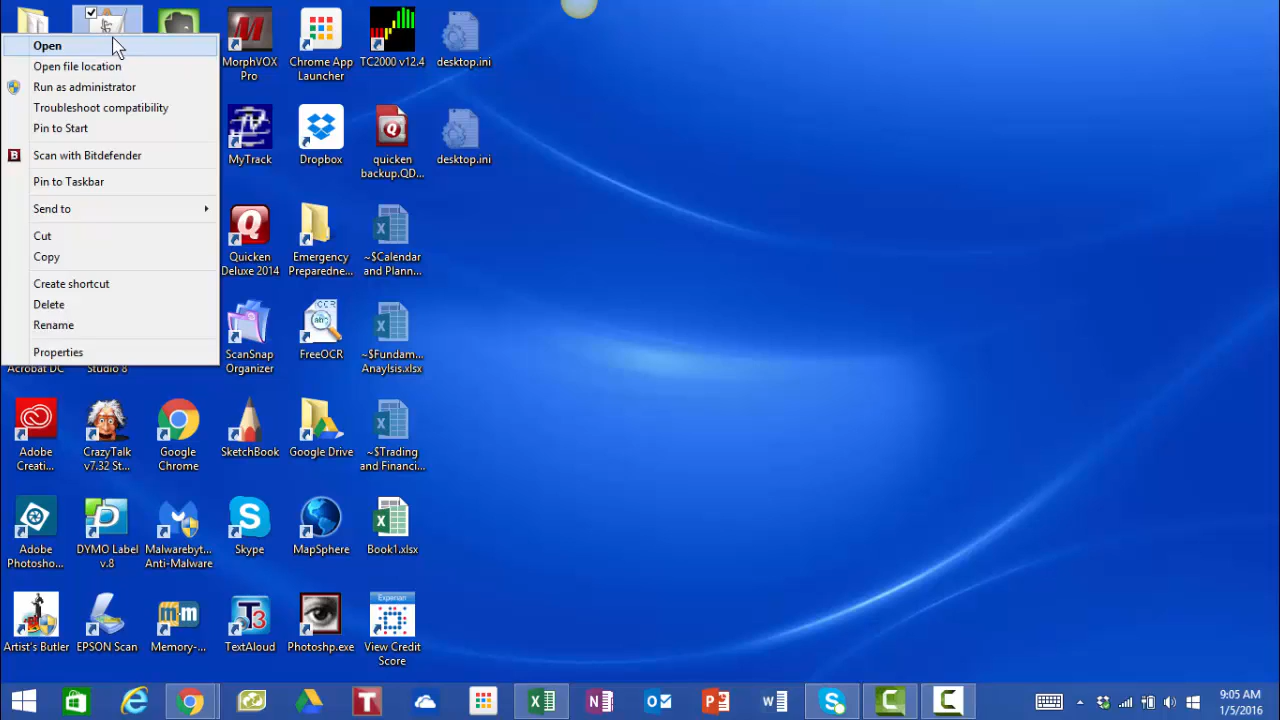 Open
Open file location
Run as administrator
Troubleshoot compatibility
Pin to Start
Scan with Bitdefender
Pin to Taskbar
Send to
Cut
Copy
Create shortcut
Delete
Rename
Properties
MorphVOX
Pro
Chrome App
Launcher
TC2000 v12.4
desktop.ini
MyTrack
Dropbox
quicken
backup.QD...
desktop.ini
Quicken
Deluxe 2014
Emergency
Preparedne...
~$Calendar
and Plann...
Acrobat DC
Studio 8
ScanSnap
Organizer
FreeOCR
~$Fundam...
Anaylsis.xlsx
Adobe
Creati...
CrazyTalk
v7.32 St...
Google
Chrome
SketchBook
Google Drive
~$Trading
and Financi...
Adobe
Photosho...
DYMO Label
v.8
Malwarebyt...
Anti-Malware
Skype
MapSphere
Book1.xlsx
Artist's Butler
EPSON Scan
Memory-...
TextAloud
Photoshp.exe
Experian
View Credit
Score
9:05 AM
1/5/2016